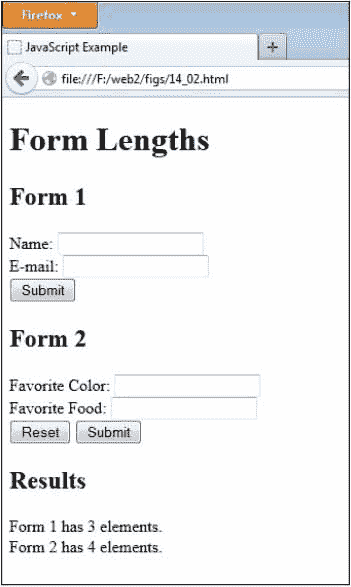 Firefox
JavaScript Example
file:///F:/web2/figs/14_02.html
Form Lengths
Form 1
Name:
E-mail:
Submit
Form 2
Favorite Color:
Favorite Food:
Reset Submit
Results
Form 1 has 3 elements.
Form 2 has 4 elements.